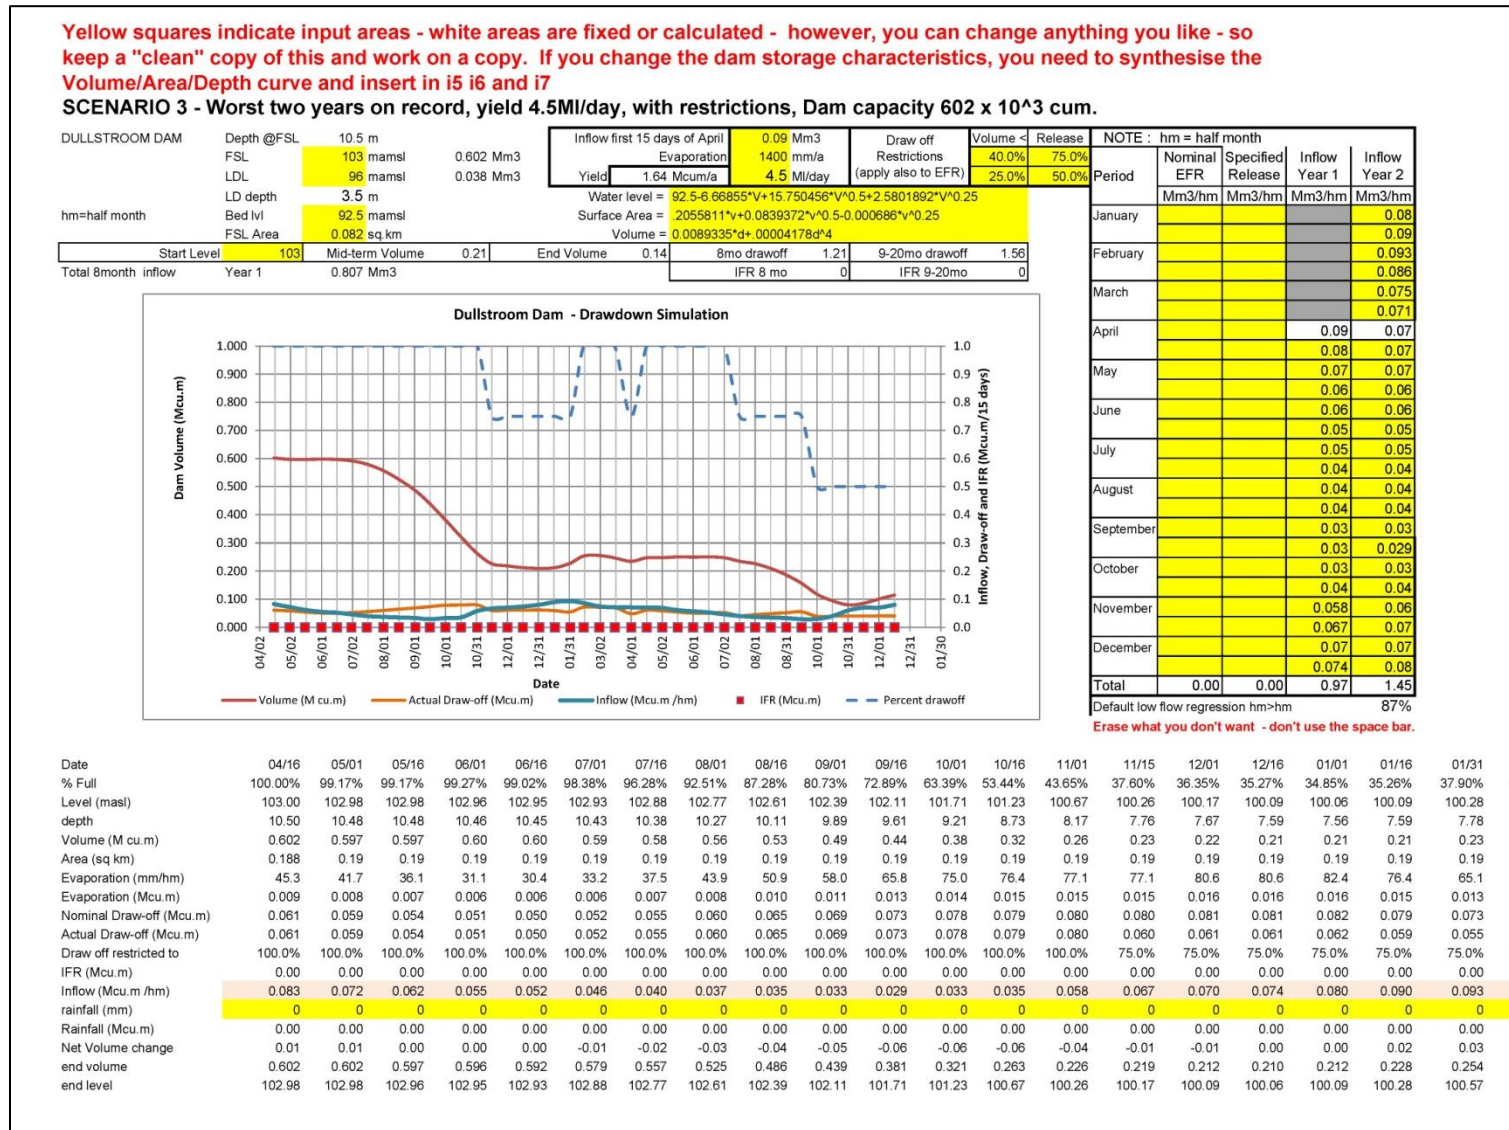 Yellow squares indicate input areas - white areas are fixed or calculated - however, you can change anything you like - so
keep a "clean" copy of this and work on a copy. If you change the dam storage characteristics, you need to synthesise the
Volume/Area/Depth curve and insert in i5 i6 and i7
SCENARIO 3 - Worst two years on record, yield 4.5Ml/day, with restrictions, Dam capacity 602 x 10^3 cum.
DULLSTROOM DAM Depth @FSL 10.5 m
FSL 103 mamsl 0.602 Mm3
LDL 96 mamsl 0.038 Mm3
LD depth 3.5 m
hm=half month Bed lvl 92.5 mamsl
FSL Area 0.082 sq.km
Inflow first 15 days of April 0.09 Mm3
Evaporation 1400 mm/a
Yield 1.64 Mcum/a 4.5 Ml/day
Draw off Volume < Release
Restrictions 40.0% 75.0%
(apply also to EFR) 25.0% 50.0%
Water level = 92.5-6.66855*V+15.750456*V^0.5+2.5801892*V^0.25
Surface Area = .2055811*v+0.0839372*v^0.5-0.000686*v^0.25
Volume = 0.0089335*d+.00004178d^4
Start Level 103 Mid-term Volume 0.21 End Volume 0.14 8mo drawoff 1.21 9-20mo drawoff 1.56
Total 8month inflow Year 1 0.807 Mm3 IFR 8 mo 0 IFR 9-20mo 0
NOTE : hm = half month
Period Nominal EFR Specified Release Inflow Year 1 Inflow Year 2
Mm3/hm Mm3/hm Mm3/hm Mm3/hm
January 0.08
0.09
February 0.093
0.086
March 0.075
0.071
April 0.09 0.07
0.08 0.07
May 0.07 0.07
0.06 0.06
June 0.06 0.06
0.05 0.05
July 0.05 0.05
0.04 0.04
August 0.04 0.04
0.04 0.04
September 0.03 0.03
0.03 0.029
October 0.03 0.03
0.04 0.04
November 0.058 0.06
0.067 0.07
December 0.07 0.07
0.074 0.08
Total 0.00 0.00 0.97 1.45
Default low flow regression hm>hm 87%
Erase what you don't want - don't use the space bar.
Dullstroom Dam - Drawdown Simulation
Dam Volume (Mcu.m)
1.000
0.900
0.800
0.700
0.600
0.500
0.400
0.300
0.200
0.100
0.000
1.0
0.9
0.8
0.7
0.6
0.5
0.4
0.3
0.2
0.1
0.0
Inflow, Draw-off and IFR (Mcu.m/15 days)
04/02 05/02 06/01 07/02 08/01 08/31 10/01 10/31 12/01 12/31 01/31 03/02 04/01 05/02 06/01 07/02 08/01 08/31 10/01 10/31 12/01 12/31 01/30
Date
Volume (M cu.m) Actual Draw-off (Mcu.m) Inflow (Mcu.m /hm) IFR (Mcu.m) Percent drawoff
Date 04/16 05/01 05/16 06/01 06/16 07/01 07/16 08/01 08/16 09/01 09/16 10/01 10/16 11/01 11/15 12/01 12/16 01/01 01/16 01/31
% Full 100.00% 99.17% 99.17% 99.27% 99.02% 98.38% 96.28% 92.51% 87.28% 80.73% 72.89% 63.39% 53.44% 43.65% 37.60% 36.35% 35.27% 34.85% 35.26% 37.90%
Level (masl) 103.00 102.98 102.98 102.96 102.95 102.93 102.88 102.77 102.61 102.39 102.11 101.71 101.23 100.67 100.26 100.17 100.09 100.06 100.09 100.28
depth 10.50 10.48 10.48 10.46 10.45 10.43 10.38 10.27 10.11 9.89 9.61 9.21 8.73 8.17 7.76 7.67 7.59 7.56 7.59 7.78
Volume (M cu.m) 0.602 0.597 0.597 0.60 0.60 0.59 0.58 0.56 0.53 0.49 0.44 0.38 0.32 0.26 0.23 0.22 0.21 0.21 0.21 0.23
Area (sq km) 0.188 0.19 0.19 0.19 0.19 0.19 0.19 0.19 0.19 0.19 0.19 0.19 0.19 0.19 0.19 0.19 0.19 0.19 0.19 0.19
Evaporation (mm/hm) 45.3 41.7 36.1 31.1 30.4 33.2 37.5 43.9 50.9 58.0 65.8 75.0 76.4 77.1 77.1 80.6 80.6 82.4 76.4 65.1
Evaporation (Mcu.m) 0.009 0.008 0.007 0.006 0.006 0.006 0.007 0.008 0.010 0.011 0.013 0.014 0.015 0.015 0.015 0.016 0.016 0.016 0.015 0.013
Nominal Draw-off (Mcu.m) 0.061 0.059 0.054 0.051 0.050 0.052 0.055 0.060 0.065 0.069 0.073 0.078 0.079 0.080 0.080 0.081 0.081 0.082 0.079 0.073
Actual Draw-off (Mcu.m) 0.061 0.059 0.054 0.051 0.050 0.052 0.055 0.060 0.065 0.069 0.073 0.078 0.079 0.080 0.060 0.061 0.061 0.062 0.059 0.055
Draw off restricted to 100.0% 100.0% 100.0% 100.0% 100.0% 100.0% 100.0% 100.0% 100.0% 100.0% 100.0% 100.0% 100.0% 100.0% 75.0% 75.0% 75.0% 75.0% 75.0% 75.0%
IFR (Mcu.m) 0.00 0.00 0.00 0.00 0.00 0.00 0.00 0.00 0.00 0.00 0.00 0.00 0.00 0.00 0.00 0.00 0.00 0.00 0.00 0.00
Inflow (Mcu.m /hm) 0.083 0.072 0.062 0.055 0.052 0.046 0.040 0.037 0.035 0.033 0.029 0.033 0.035 0.058 0.067 0.070 0.074 0.080 0.090 0.093
rainfall (mm) 0 0 0 0 0 0 0 0 0 0 0 0 0 0 0 0 0 0 0 0
Rainfall (Mcu.m) 0.00 0.00 0.00 0.00 0.00 0.00 0.00 0.00 0.00 0.00 0.00 0.00 0.00 0.00 0.00 0.00 0.00 0.00 0.00 0.00
Net Volume change 0.01 0.01 0.00 0.00 0.00 -0.01 -0.02 -0.03 -0.04 -0.05 -0.06 -0.06 -0.06 -0.04 -0.01 -0.01 0.00 0.00 0.02 0.03
end volume 0.602 0.602 0.597 0.596 0.592 0.579 0.557 0.525 0.486 0.439 0.381 0.321 0.263 0.226 0.219 0.212 0.210 0.212 0.228 0.254
end level 102.98 102.98 102.96 102.95 102.93 102.88 102.77 102.61 102.39 102.11 101.71 101.23 100.67 100.26 100.17 100.09 100.06 100.09 100.28 100.57